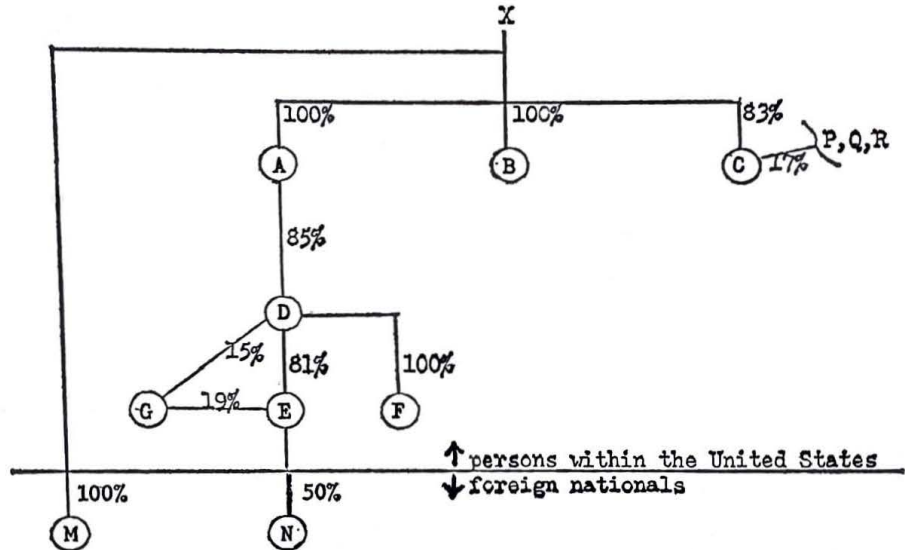 X
100% 100% 83%
P,Q,R
A B C 17%
85%
D
15% 81% 100%
G 19% E F
↑ persons within the United States
100% 50% ↓ foreign nationals
M N